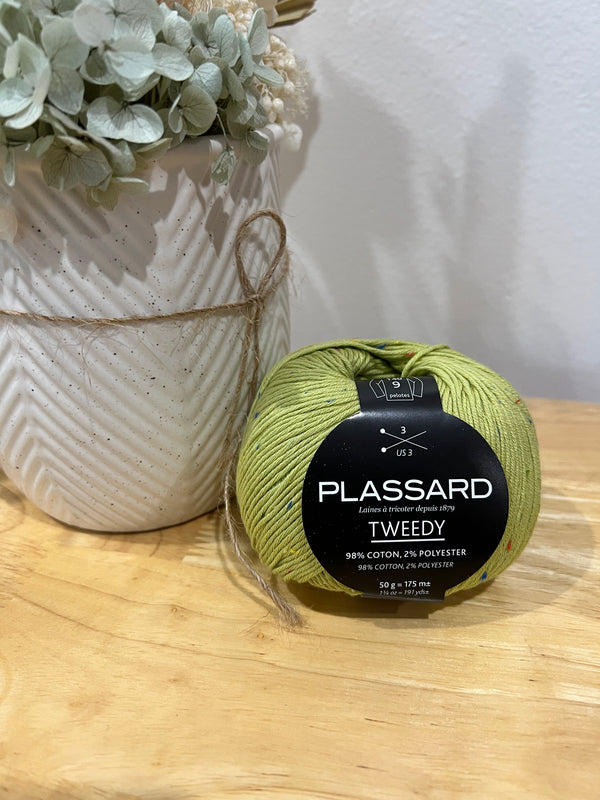 9
pelotes
3
US 3
PLASSARD
Laines à tricoter depuis 1879
TWEEDY
98% COTON, 2% POLYESTER
98% COTTON, 2% POLYESTER
50 g = 175 m±
1¾ oz = 191 yds±